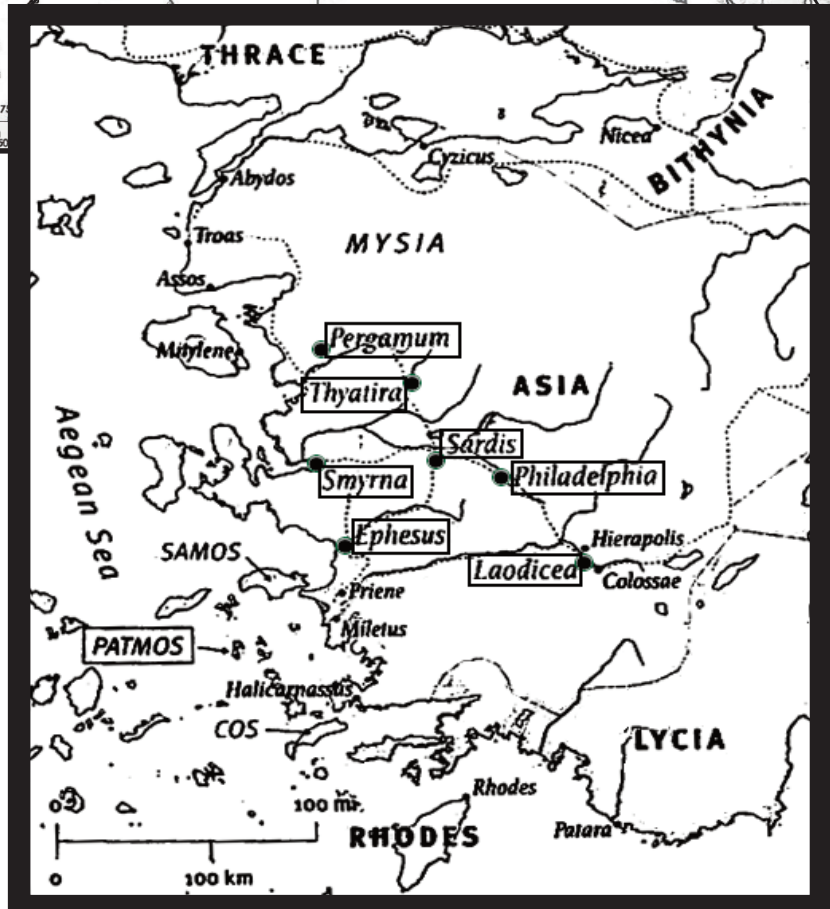 THRACE
Nicea
BITHYNIA
Cyzicus
Abydos
Troas
MYSIA
Assos
Pergamum
Mitylene
Thyatira
ASIA
Aegean Sea
Sardis
Smyrna
Philadelphia
Ephesus
Hierapolis
SAMOS
Laodicea
Colossae
Priene
Miletus
PATMOS
Halicarnassus
COS
LYCIA
Rhodes
0
100 mi.
RHODES
Patara
0
100 km